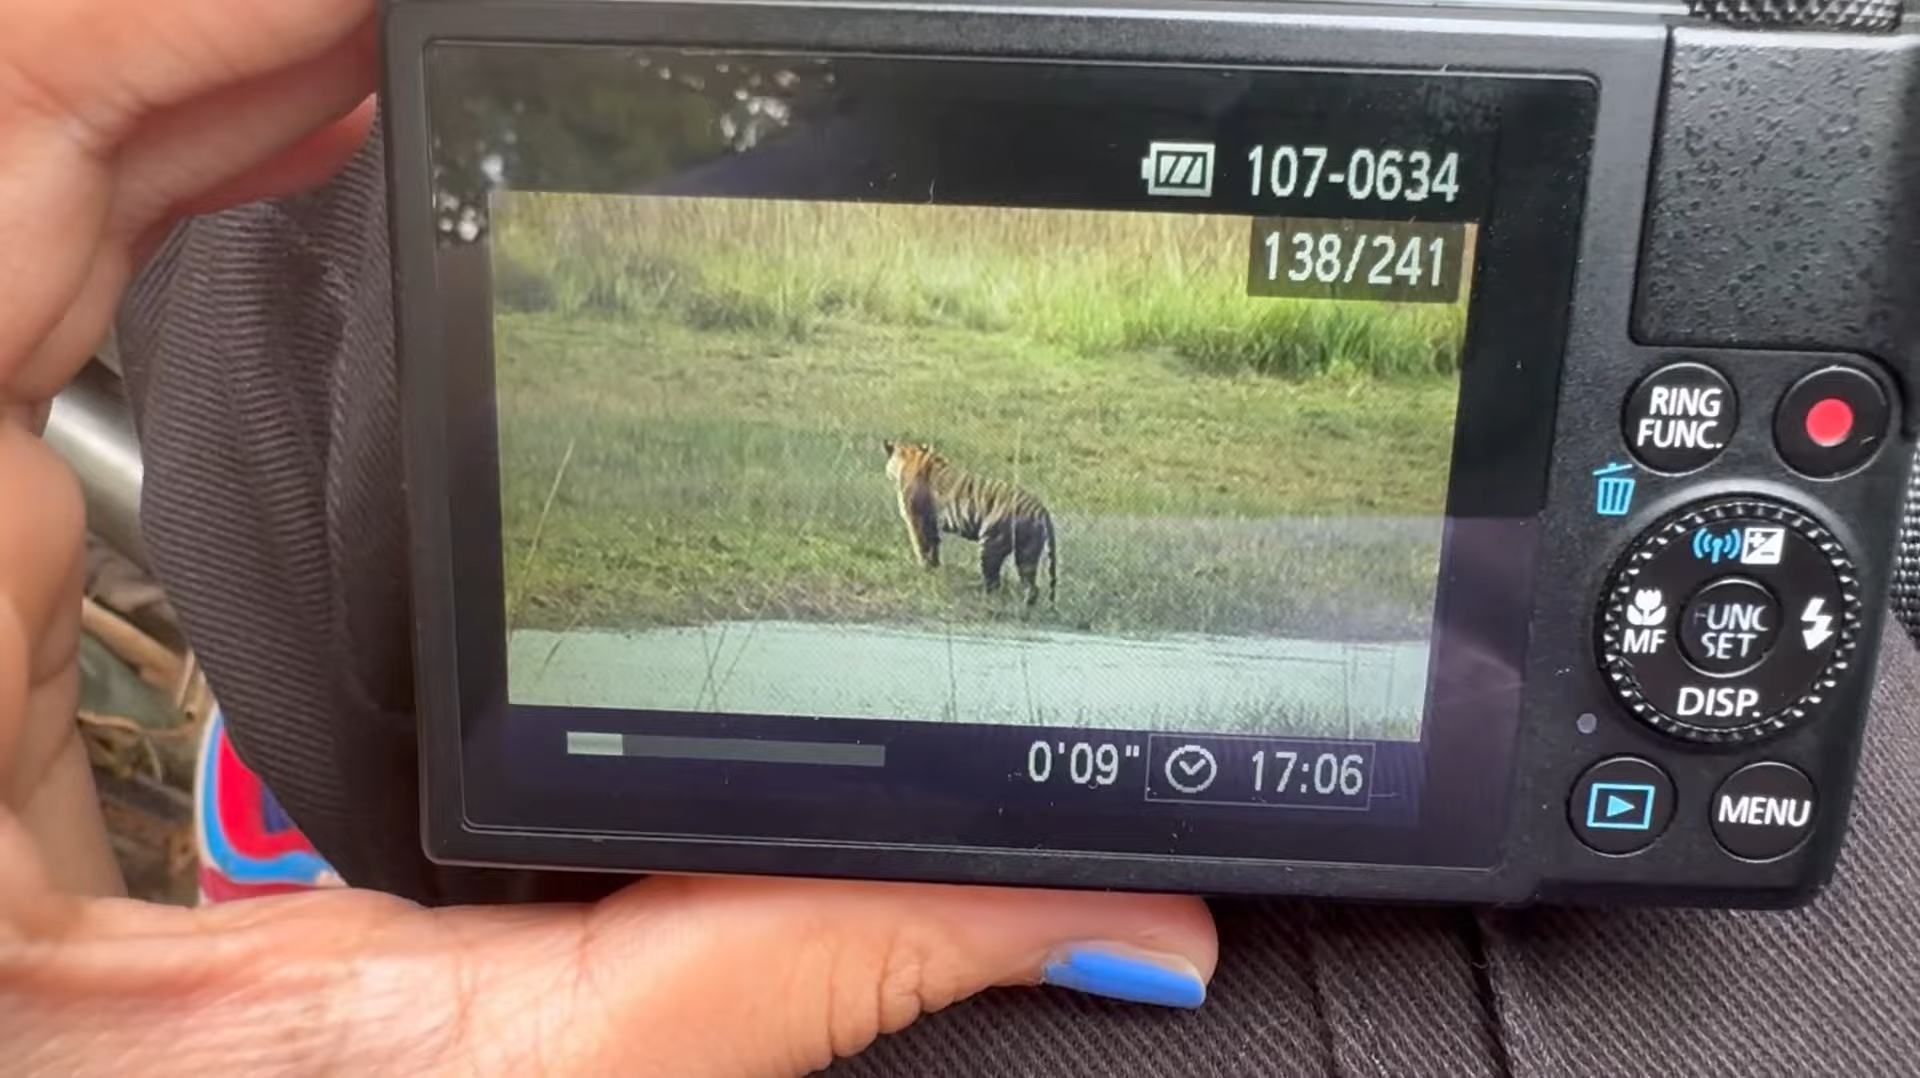 107-0634
138/241
0'09" 17:06
RING
FUNC.
MF
FUNC
SET
DISP.
MENU